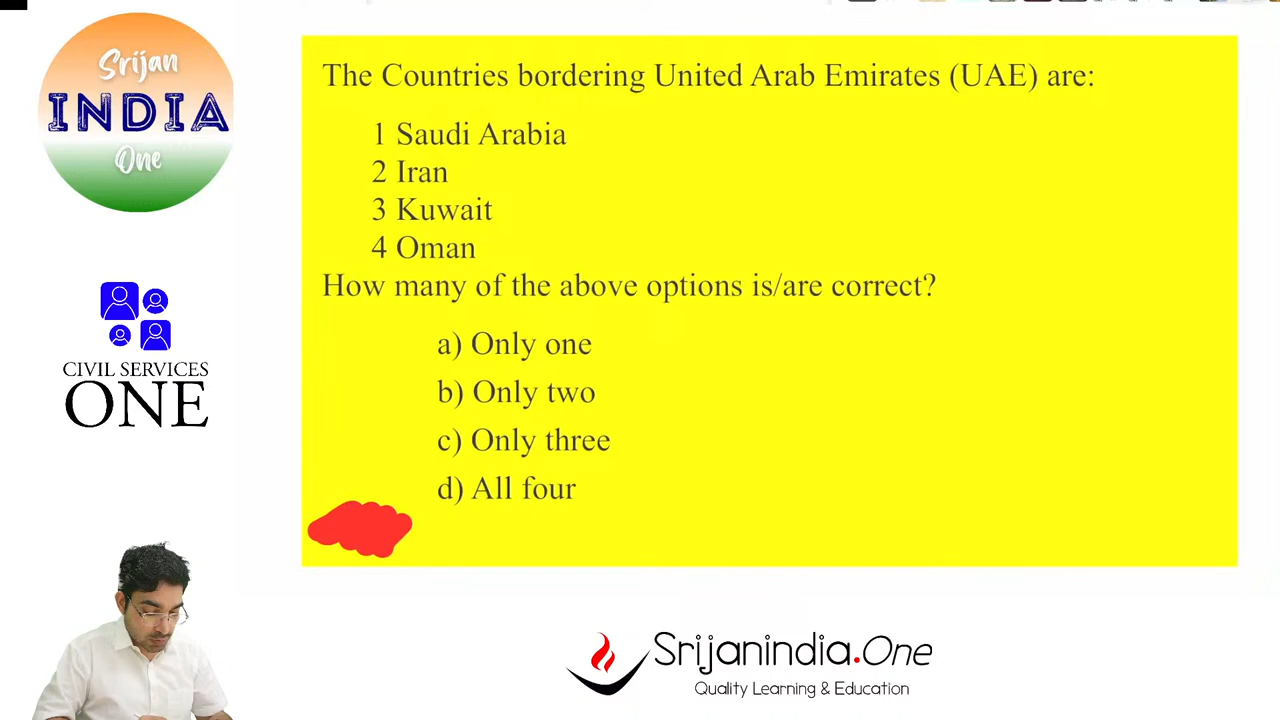 Srijan
INDIA
One
The Countries bordering United Arab Emirates (UAE) are:
1 Saudi Arabia
2 Iran
3 Kuwait
4 Oman
How many of the above options is/are correct?
a) Only one
b) Only two
c) Only three
d) All four
CIVIL SERVICES
ONE
Srijanindia.One
Quality Learning & Education